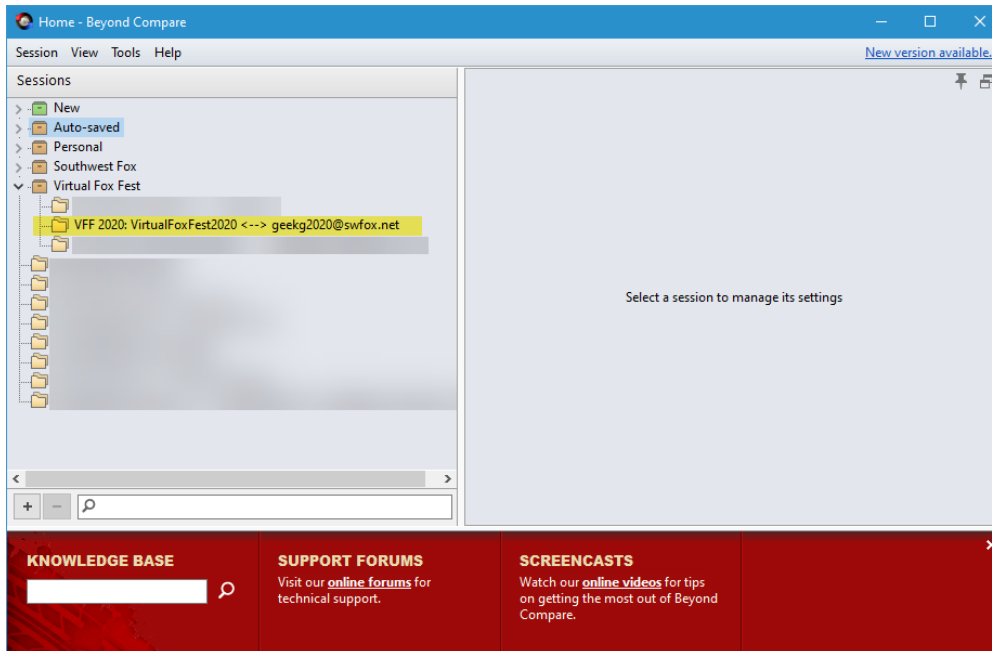 Home - Beyond Compare
Session View Tools Help New version available.
Sessions
New
Auto-saved
Personal
Southwest Fox
Virtual Fox Fest
VFF 2020: VirtualFoxFest2020 <--> geekg2020@swfox.net
Select a session to manage its settings
KNOWLEDGE BASE
SUPPORT FORUMS
Visit our online forums for
technical support.
SCREENCASTS
Watch our online videos for tips
on getting the most out of Beyond
Compare.